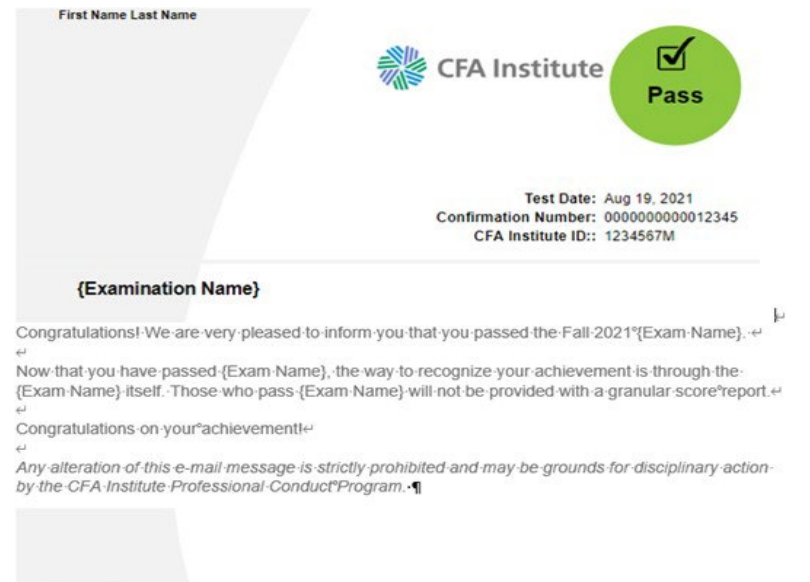 First Name Last Name
CFA Institute
Pass
Test Date: Aug 19, 2021
Confirmation Number: 0000000000012345
CFA Institute ID:: 1234567M
{Examination Name}
Congratulations!·We·are·very·pleased·to·inform·you·that·you·passed·the·Fall·2021°{Exam·Name}.·↵
↵
Now·that·you·have·passed·{Exam·Name},·the·way·to·recognize·your·achievement·is·through·the·
{Exam·Name}·itself.·Those·who·pass·{Exam·Name}·will·not·be·provided·with·a·granular·score°report.↵
↵
Congratulations·on·your°achievement!↵
↵
Any·alteration·of·this·e-mail·message·is·strictly·prohibited·and·may·be·grounds·for·disciplinary·action·
by·the·CFA·Institute·Professional·Conduct°Program.·¶